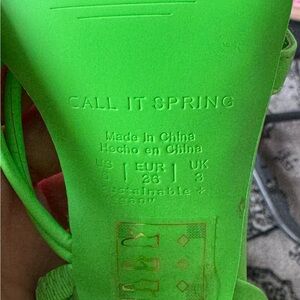 CALL IT SPRING
Made in China
Hecho en China
US | EUR | UK
36 3
Sustainable +